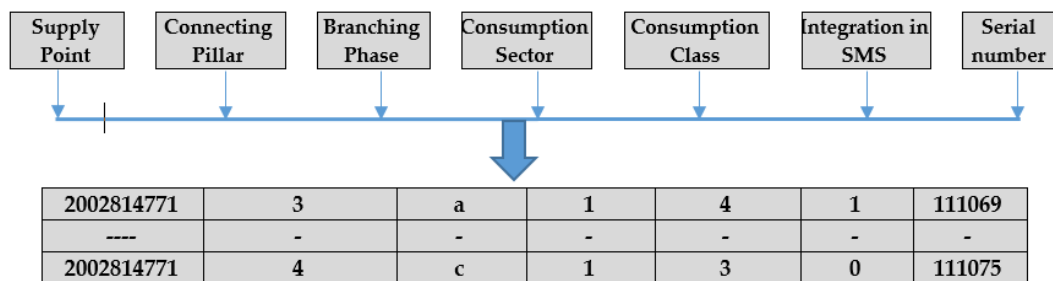 Supply Point
Connecting Pillar
Branching Phase
Consumption Sector
Consumption Class
Integration in SMS
Serial number
2002814771 3 a 1 4 1 111069
---- - - - - - -
2002814771 4 c 1 3 0 111075